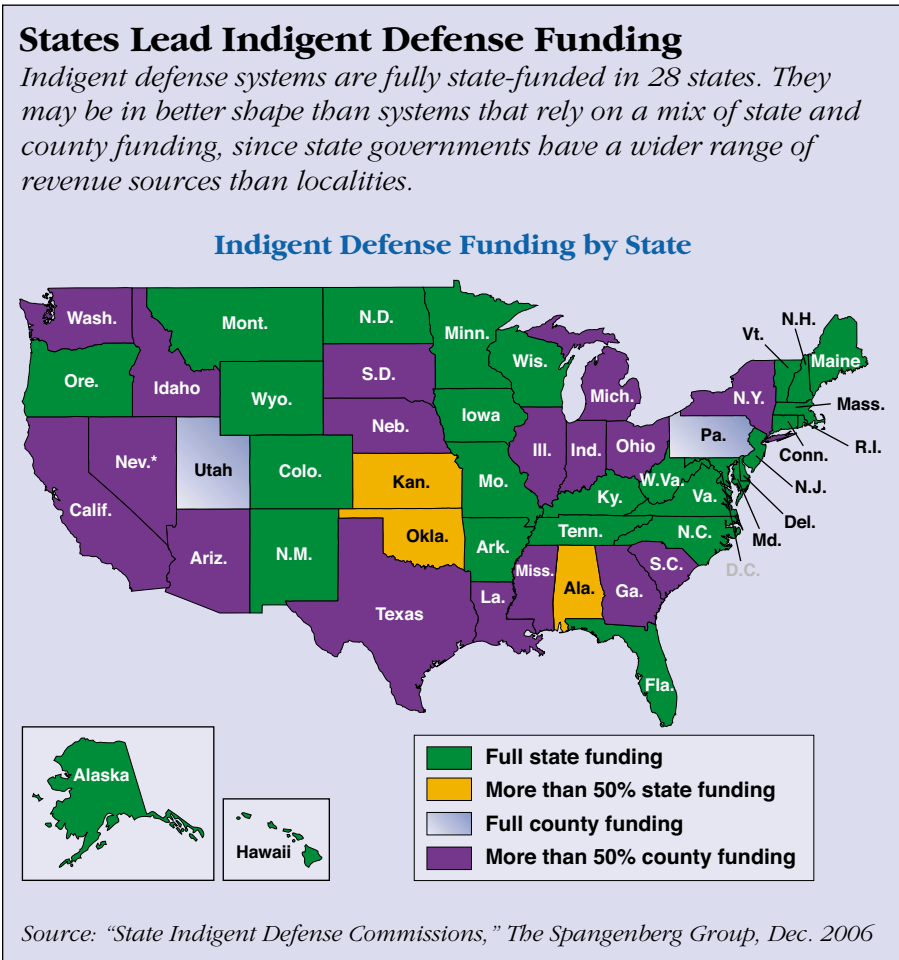 States Lead Indigent Defense Funding
Indigent defense systems are fully state-funded in 28 states. They
may be in better shape than systems that rely on a mix of state and
county funding, since state governments have a wider range of
revenue sources than localities.
Indigent Defense Funding by State
Wash.
Mont.
N.D.
Minn.
Vt.
N.H.
Maine
Ore.
Idaho
Wyo.
S.D.
Wis.
Mich.
N.Y.
Mass.
R.I.
Conn.
Nev.*
Utah
Colo.
Neb.
Iowa
Ill.
Ind.
Ohio
Pa.
N.J.
Calif.
Kan.
Mo.
Ky.
W.Va.
Va.
Del.
Md.
D.C.
Ariz.
N.M.
Okla.
Ark.
Tenn.
N.C.
Texas
La.
Miss.
Ala.
Ga.
S.C.
Fla.
Alaska
Hawaii
Full state funding
More than 50% state funding
Full county funding
More than 50% county funding
Source: “State Indigent Defense Commissions,” The Spangenberg Group, Dec. 2006